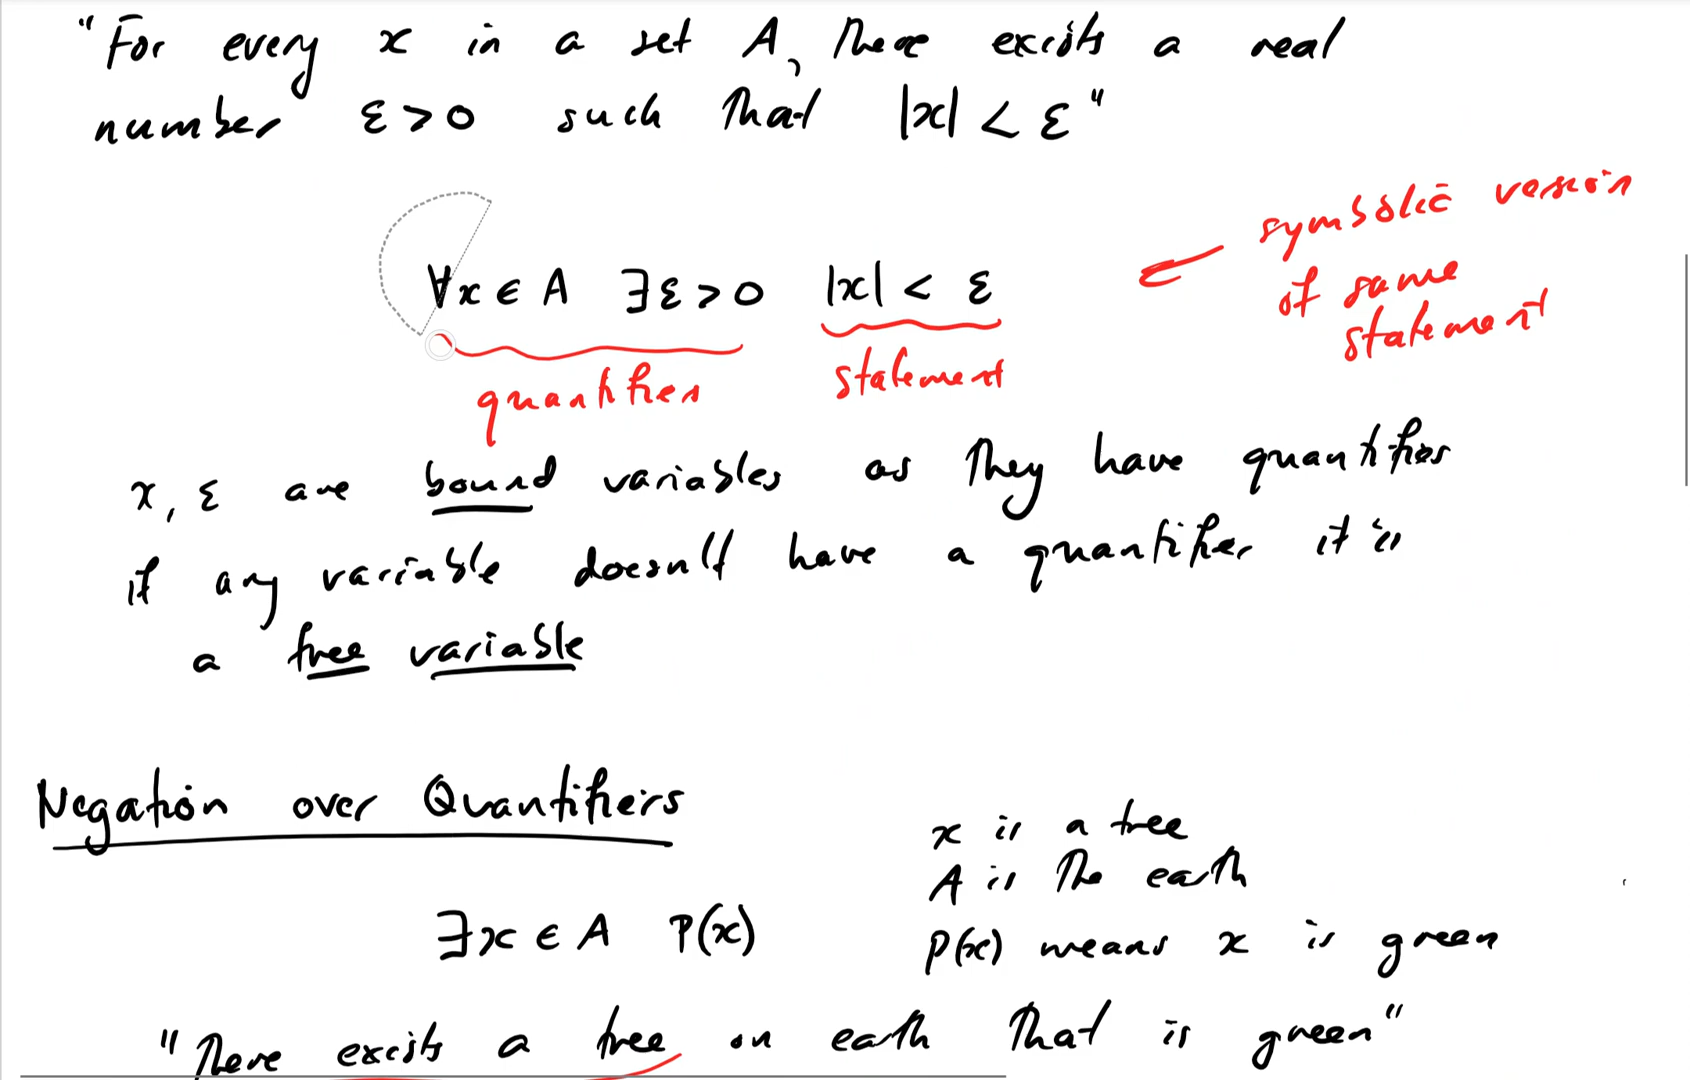 "For every x in a set A, there exists a real
number ε>0 such that |x| < ε"
∀x ∈ A ∃ε>0 |x| < ε
symbolic version
of same
statement
quantifiers
statement
x, ε are bound variables as they have quantifiers
if any variable doesn't have a quantifier it is
a free variable
Negation over Quantifiers
∃x ∈ A P(x)
x is a tree
A is the earth
P(x) means x is green
"There exists a tree on earth that is green"